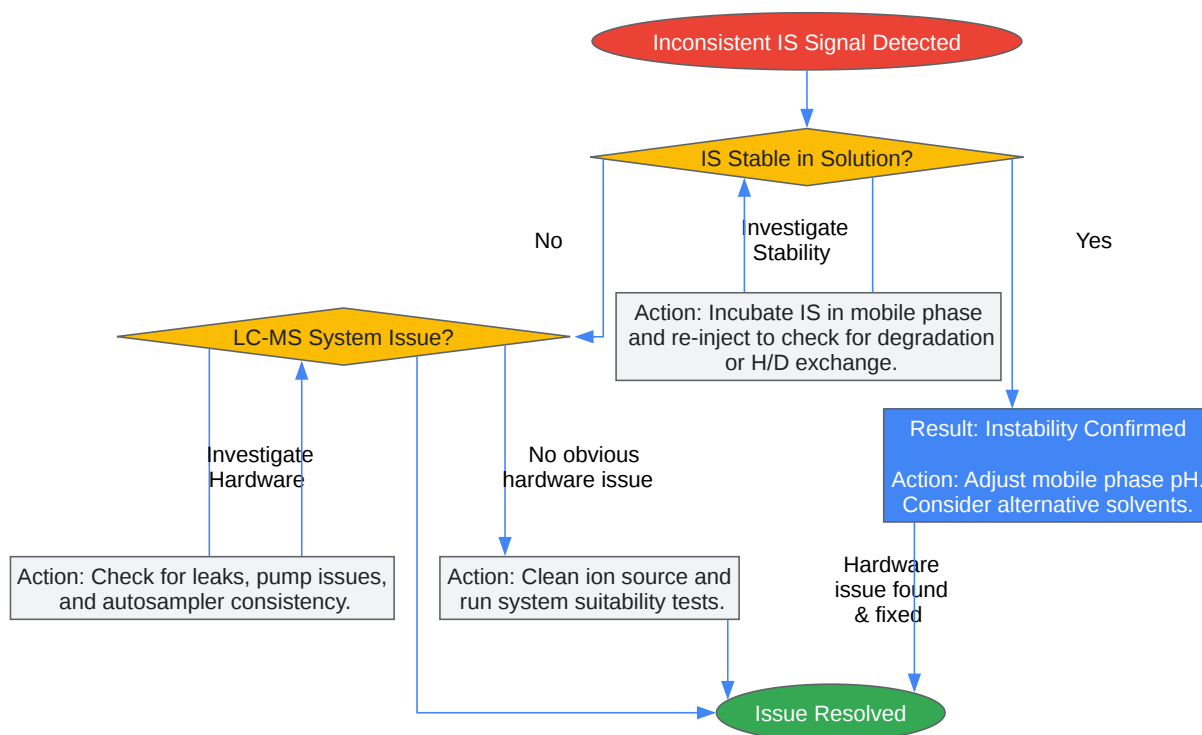 Inconsistent IS Signal Detected
IS Stable in Solution?
No
Investigate
Stability
Yes
Action: Incubate IS in mobile phase
and re-inject to check for degradation
or H/D exchange.
LC-MS System Issue?
Result: Instability Confirmed
Action: Adjust mobile phase pH.
Consider alternative solvents.
Investigate
Hardware
No obvious
hardware issue
Action: Check for leaks, pump issues,
and autosampler consistency.
Action: Clean ion source and
run system suitability tests.
Hardware
issue found
& fixed
Issue Resolved